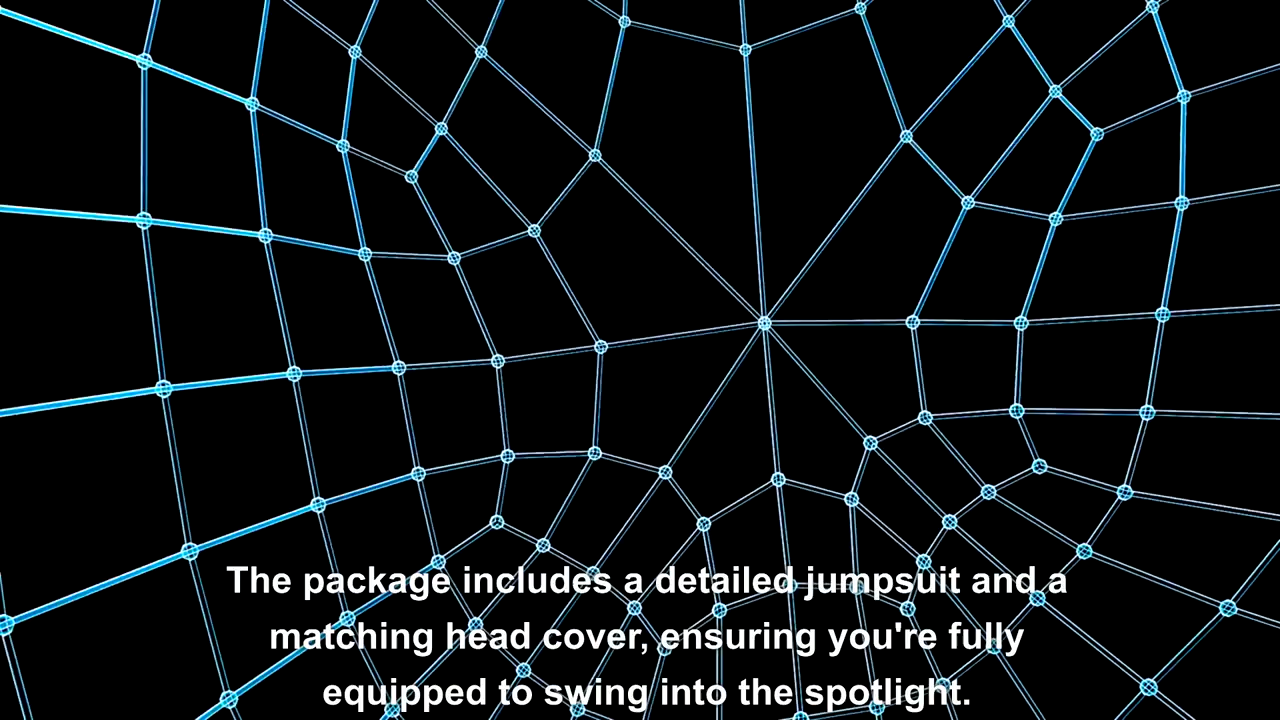 The package includes a detailed jumpsuit and a
matching head cover, ensuring you're fully
equipped to swing into the spotlight.